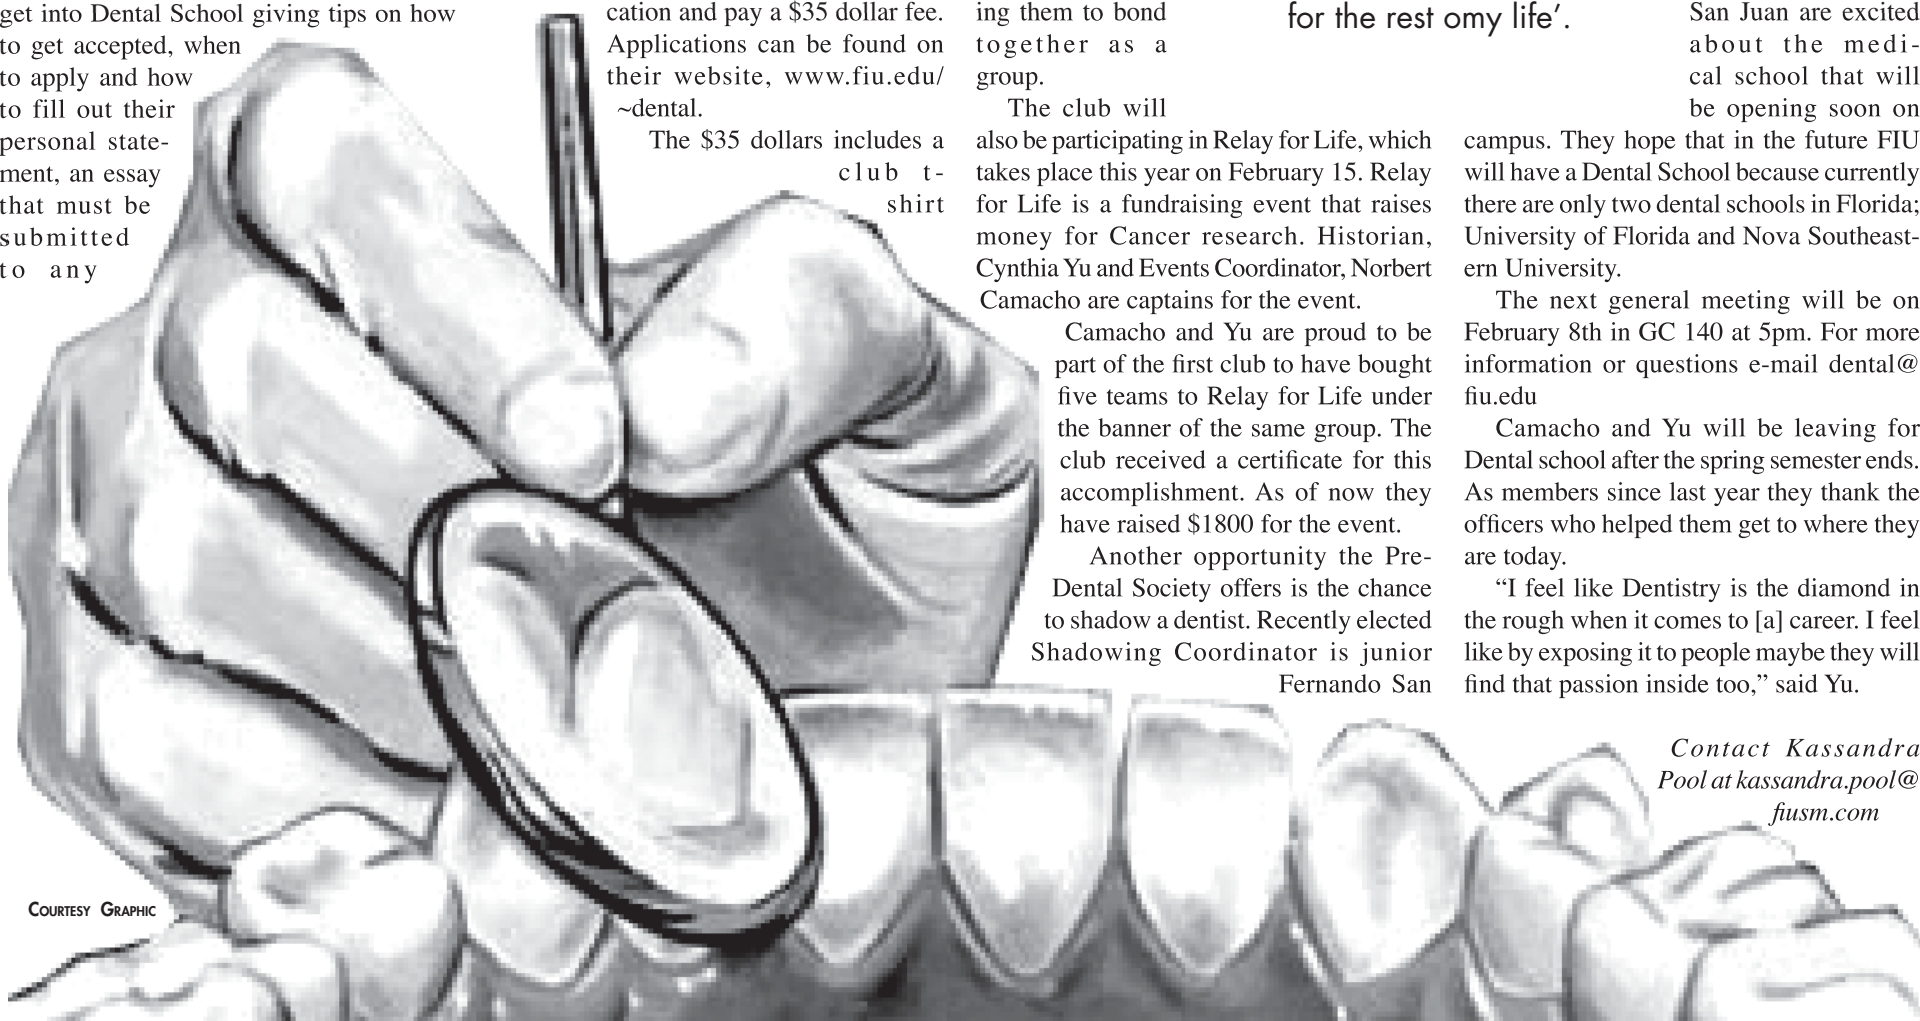 get into Dental School giving tips on how
to get accepted, when
to apply and how
to fill out their
personal state-
ment, an essay
that must be
submitted
to any
cation and pay a $35 dollar fee.
Applications can be found on
their website, www.fiu.edu/
~dental.
The $35 dollars includes a
club t-
shirt
ing them to bond
together as a
group.
The club will
also be participating in Relay for Life, which
takes place this year on February 15. Relay
for Life is a fundraising event that raises
money for Cancer research. Historian,
Cynthia Yu and Events Coordinator, Norbert
Camacho are captains for the event.
Camacho and Yu are proud to be
part of the first club to have bought
five teams to Relay for Life under
the banner of the same group. The
club received a certificate for this
accomplishment. As of now they
have raised $1800 for the event.
Another opportunity the Pre-
Dental Society offers is the chance
to shadow a dentist. Recently elected
Shadowing Coordinator is junior
Fernando San
for the rest omy life’.
San Juan are excited
about the medi-
cal school that will
be opening soon on
campus. They hope that in the future FIU
will have a Dental School because currently
there are only two dental schools in Florida;
University of Florida and Nova Southeast-
ern University.
The next general meeting will be on
February 8th in GC 140 at 5pm. For more
information or questions e-mail dental@
fiu.edu
Camacho and Yu will be leaving for
Dental school after the spring semester ends.
As members since last year they thank the
officers who helped them get to where they
are today.
“I feel like Dentistry is the diamond in
the rough when it comes to [a] career. I feel
like by exposing it to people maybe they will
find that passion inside too,” said Yu.
Contact Kassandra
Pool at kassandra.pool@
fiusm.com
Courtesy Graphic